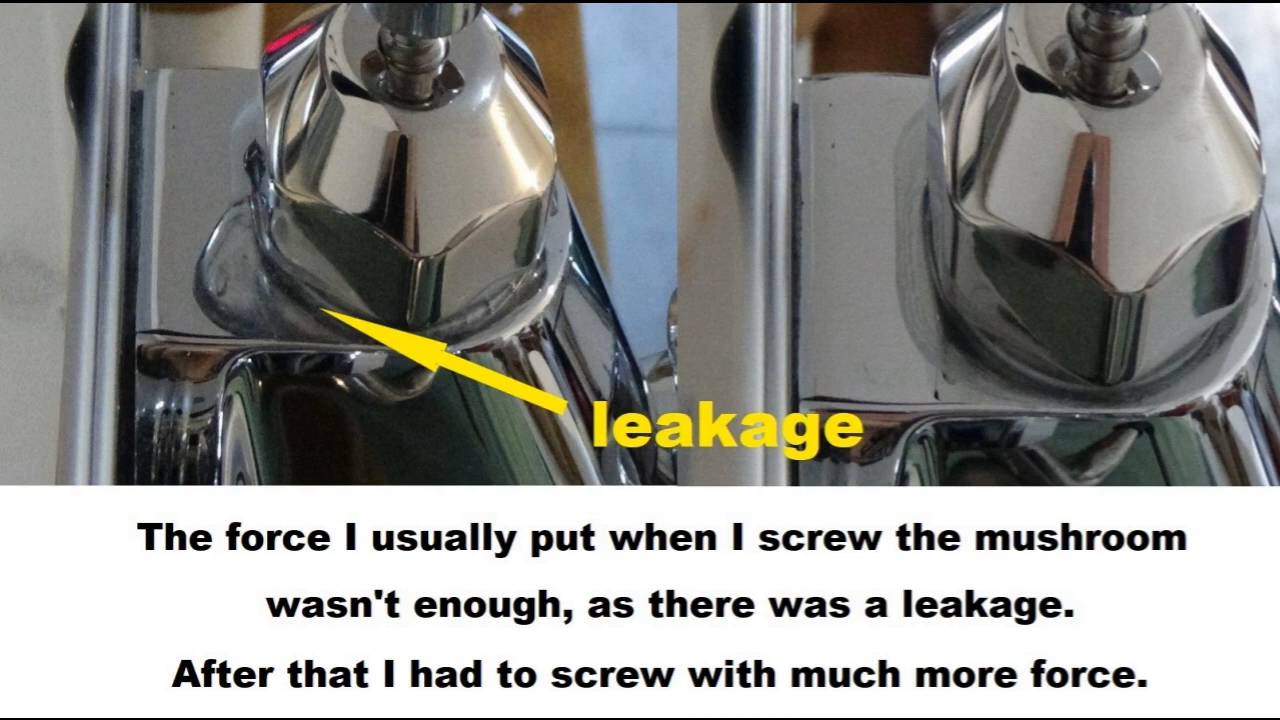 leakage
The force I usually put when I screw the mushroom
wasn't enough, as there was a leakage.
After that I had to screw with much more force.